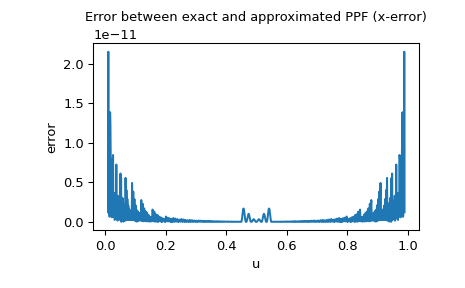 Error between exact and approximated PPF (x-error)
1e−11
2.0
1.5
1.0
0.5
0.0
error
0.0 0.2 0.4 0.6 0.8 1.0
u